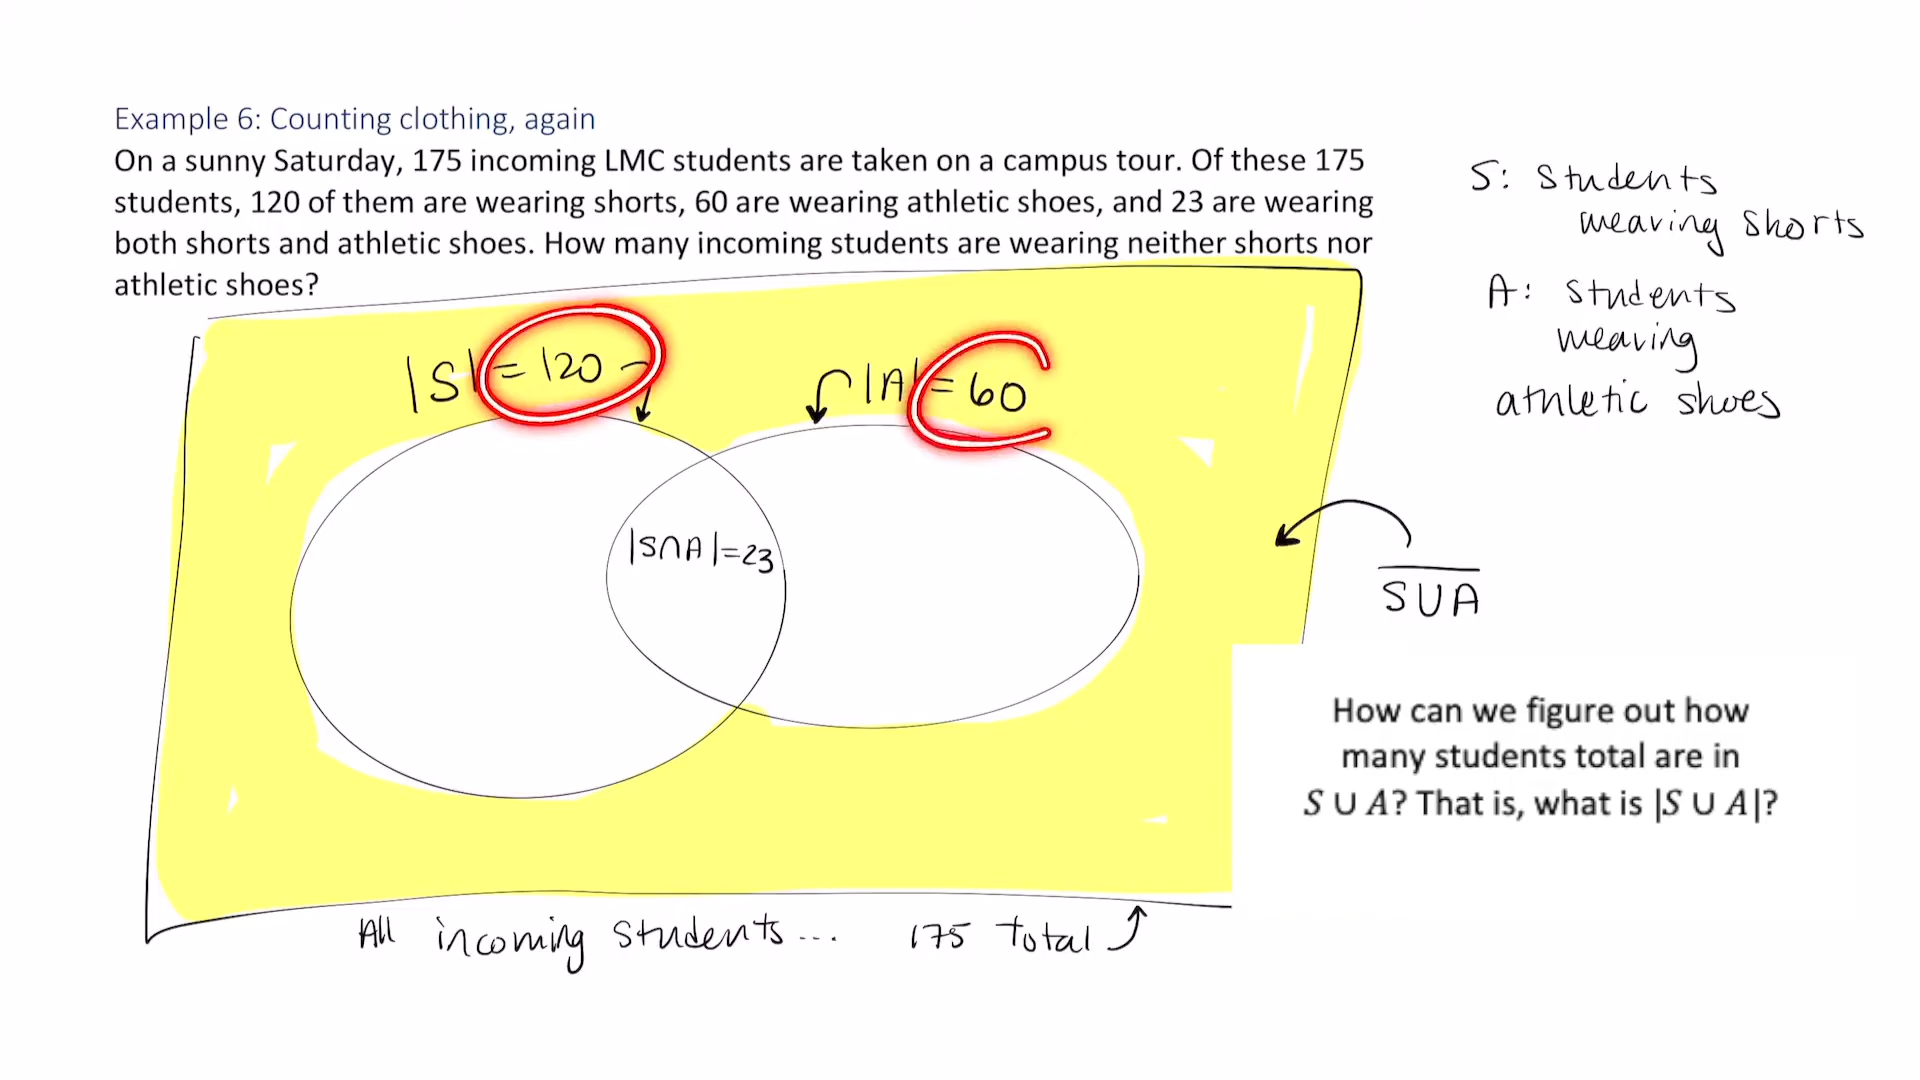 Example 6: Counting clothing, again
On a sunny Saturday, 175 incoming LMC students are taken on a campus tour. Of these 175
students, 120 of them are wearing shorts, 60 are wearing athletic shoes, and 23 are wearing
both shorts and athletic shoes. How many incoming students are wearing neither shorts nor
athletic shoes?
S: Students
wearing shorts
A: Students
wearing
athletic shoes
|S| = 120
|A| = 60
|S∩A|=23
S∪A
How can we figure out how
many students total are in
S ∪ A? That is, what is |S ∪ A|?
All incoming students... 175 total